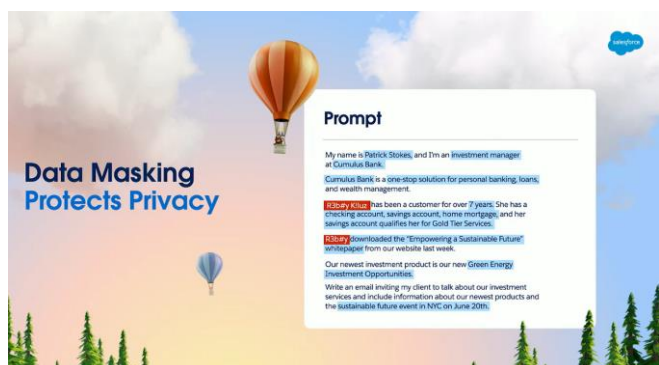 salesforce
Data Masking
Protects Privacy
Prompt
My name is Patrick Stokes, and I'm an investment manager
at Cumulus Bank.
Cumulus Bank is a one-stop solution for personal banking, loans,
and wealth management.
R3b#y K9luz has been a customer for over 7 years. She has a
checking account, savings account, home mortgage, and her
savings account qualifies her for Gold Tier Services.
R3b#y downloaded the "Empowering a Sustainable Future"
whitepaper from our website last week.
Our newest investment product is our new Green Energy
Investment Opportunities.
Write an email inviting my client to talk about our investment
services and include information about our newest products and
the sustainable future event in NYC on June 20th.